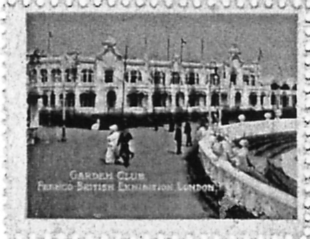 GARDEN CLUB
FRANCO-BRITISH EXHIBITION, LONDON.